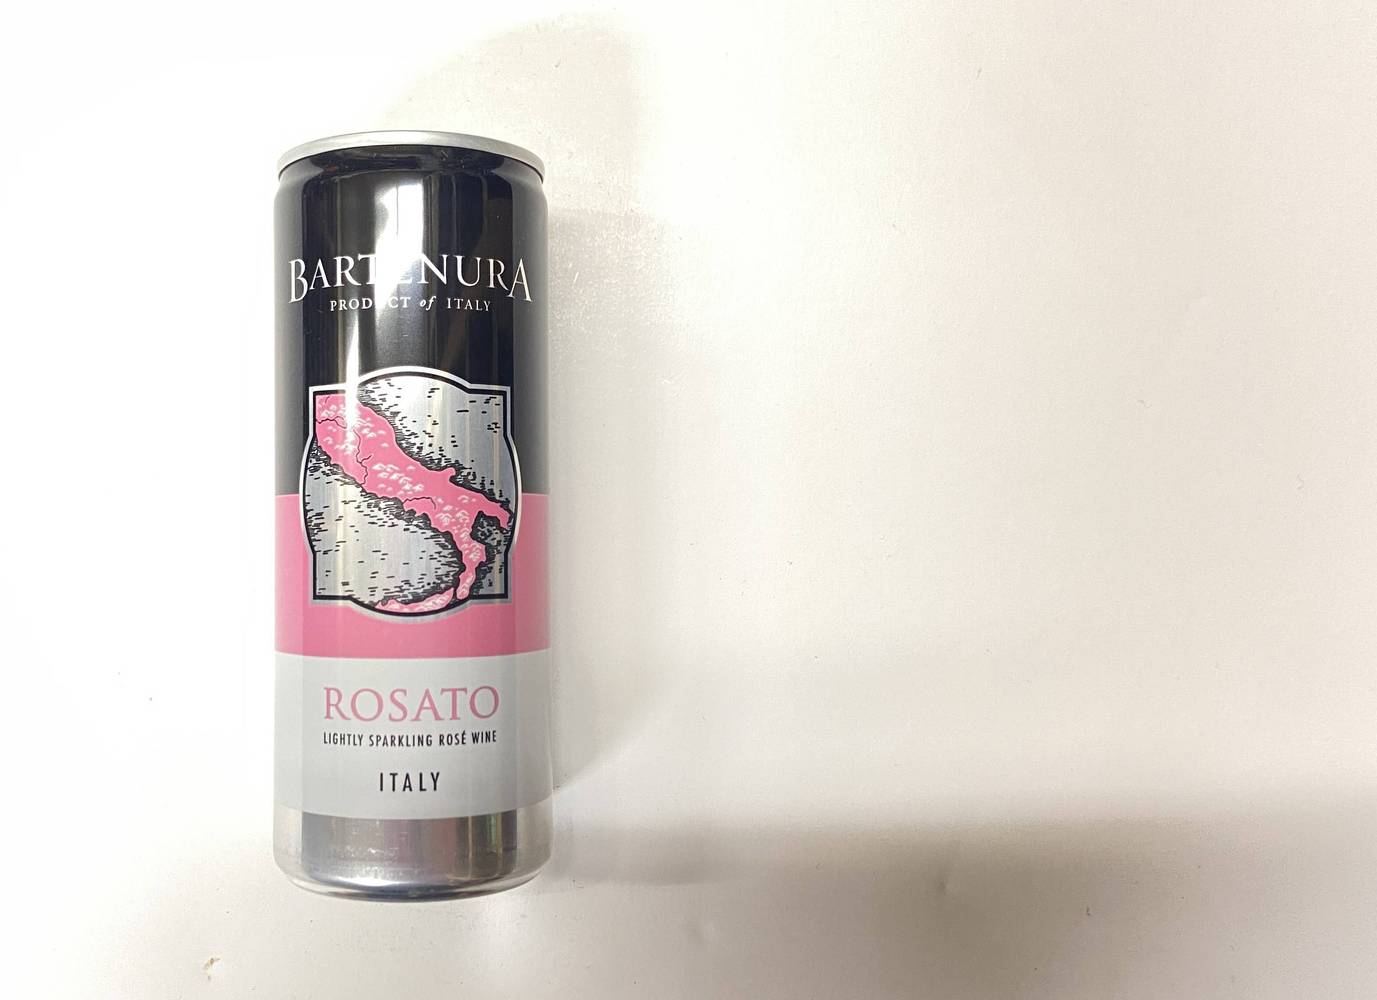 BARTENURA
PRODUCT of ITALY
ROSATO
LIGHTLY SPARKLING ROSÉ WINE
ITALY